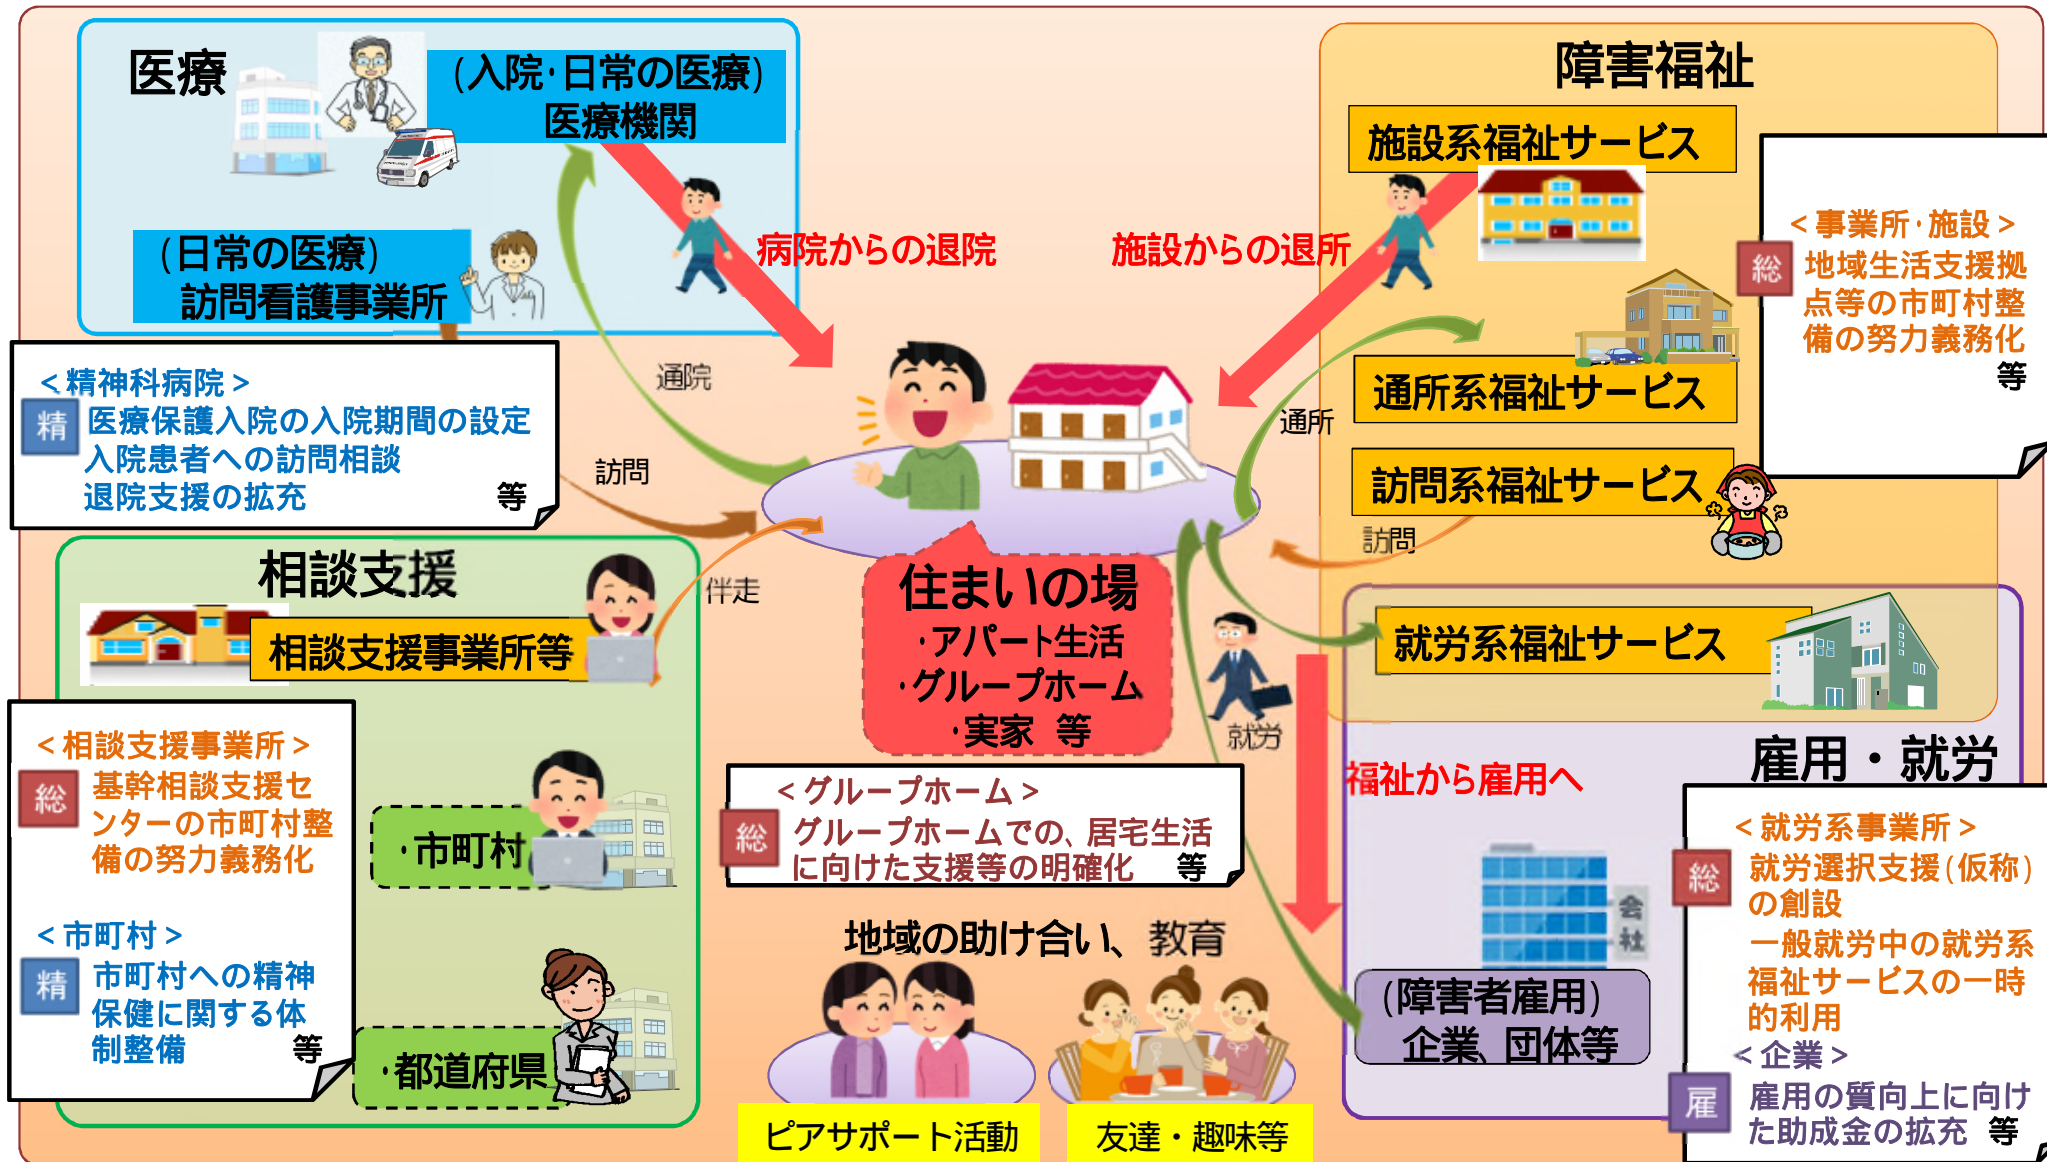 医療
(入院・日常の医療)
医療機関
(日常の医療)
訪問看護事業所
病院からの退院
施設からの退所
通院
訪問
<精神科病院>
精
医療保護入院の入院期間の設定
入院患者への訪問相談
退院支援の拡充
等
障害福祉
施設系福祉サービス
通所系福祉サービス
訪問系福祉サービス
通所
訪問
<事業所・施設>
総
地域生活支援拠
点等の市町村整
備の努力義務化
等
相談支援
相談支援事業所等
伴走
<相談支援事業所>
総
基幹相談支援セ
ンターの市町村整
備の努力義務化
<市町村>
精
市町村への精神
保健に関する体
制整備
等
・市町村
・都道府県
住まいの場
・アパート生活
・グループホーム
・実家 等
<グループホーム>
総
グループホームでの、居宅生活
に向けた支援等の明確化 等
地域の助け合い、教育
ピアサポート活動
友達・趣味等
就労系福祉サービス
就労
福祉から雇用へ
雇用・就労
会
社
(障害者雇用)
企業、団体等
<就労系事業所>
総
就労選択支援(仮称)
の創設
一般就労中の就労系
福祉サービスの一時
的利用
<企業>
雇
雇用の質向上に向け
た助成金の拡充 等